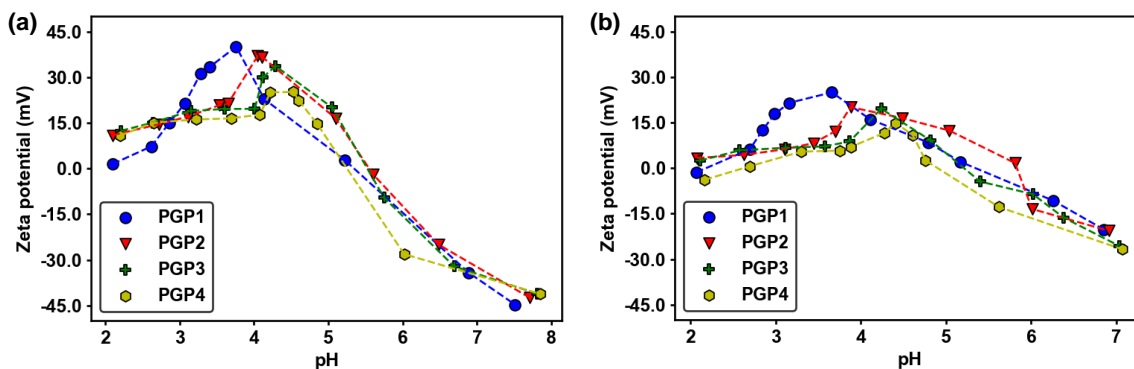 (a)
Zeta potential (mV)
45.0
30.0
15.0
0.0
-15.0
-30.0
-45.0
PGP1
PGP2
PGP3
PGP4
2 3 4 5 6 7 8
pH
(b)
Zeta potential (mV)
45.0
30.0
15.0
0.0
-15.0
-30.0
-45.0
PGP1
PGP2
PGP3
PGP4
2 3 4 5 6 7
pH